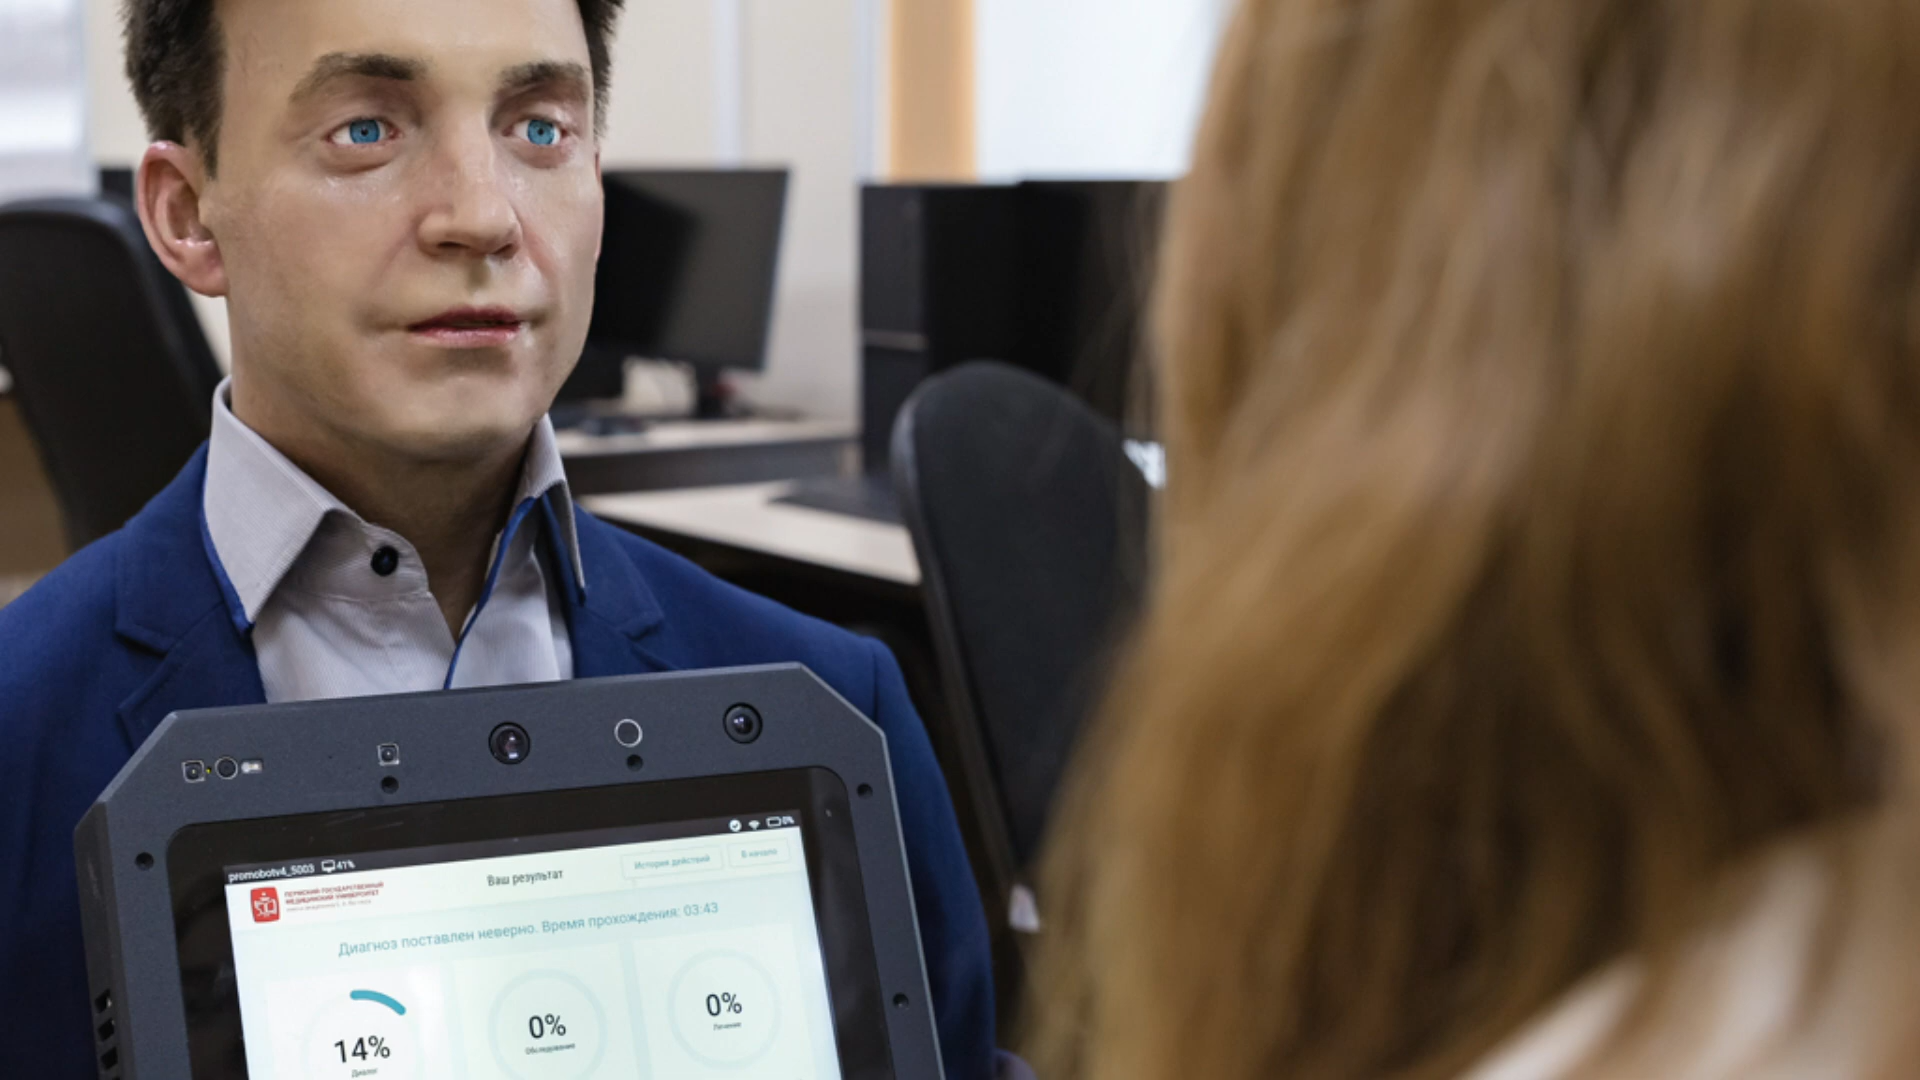 promobotv4_5003 41%
0%
ПЕРМСКИЙ ГОСУДАРСТВЕННЫЙ
МЕДИЦИНСКИЙ УНИВЕРСИТЕТ
Ваш результат
История действий
В начало
Диагноз поставлен неверно. Время прохождения: 03:43
14%
Диалог
0%
Обследование
0%
Лечение